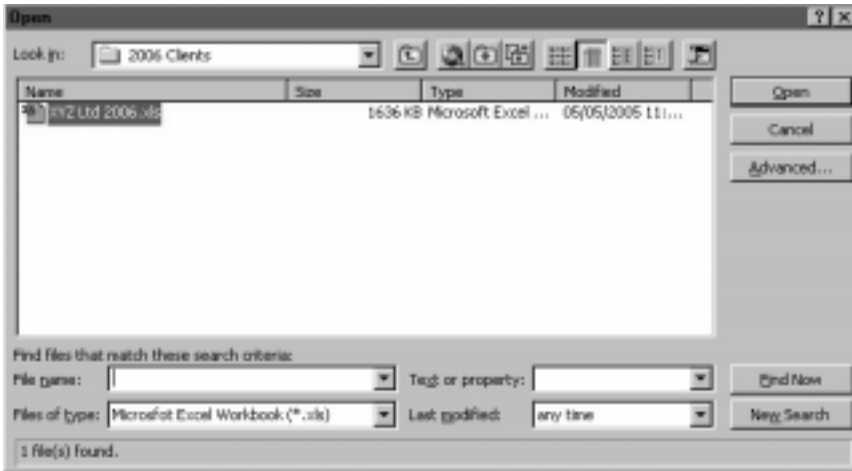 Open
Look in: 2006 Clients
Name Size Type Modified
XYZ Ltd 2006.xls 1636 KB Microsoft Excel ... 05/05/2005 11:...
Open
Cancel
Advanced...
Find files that match these search criteria:
File name: Text or property: Find Now
Files of type: Microsfot Excel Workbook (*.xls) Last modified: any time New Search
1 file(s) found.